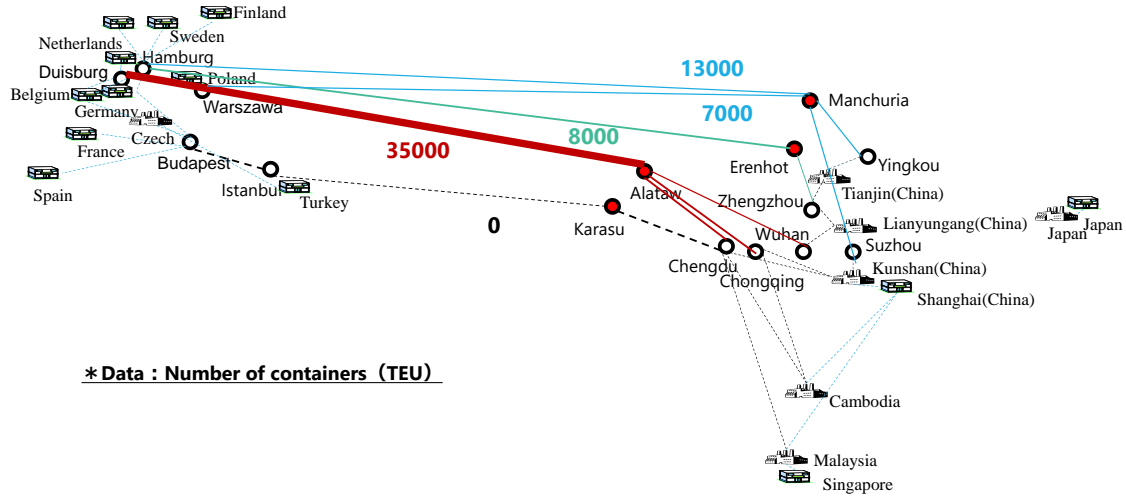 Finland
Sweden
Netherlands
Hamburg
Duisburg
Poland
Belgium
Warszawa
Germany
Czech
France
Budapest
Spain
Istanbul
Turkey
13000
7000
8000
35000
0
Manchuria
Erenhot
Yingkou
Alataw
Tianjin(China)
Zhengzhou
Karasu
Lianyungang(China)
Japan
Japan
Wuhan
Suzhou
Chengdu
Kunshan(China)
Chongqing
Shanghai(China)
*Data：Number of containers（TEU）
Cambodia
Malaysia
Singapore